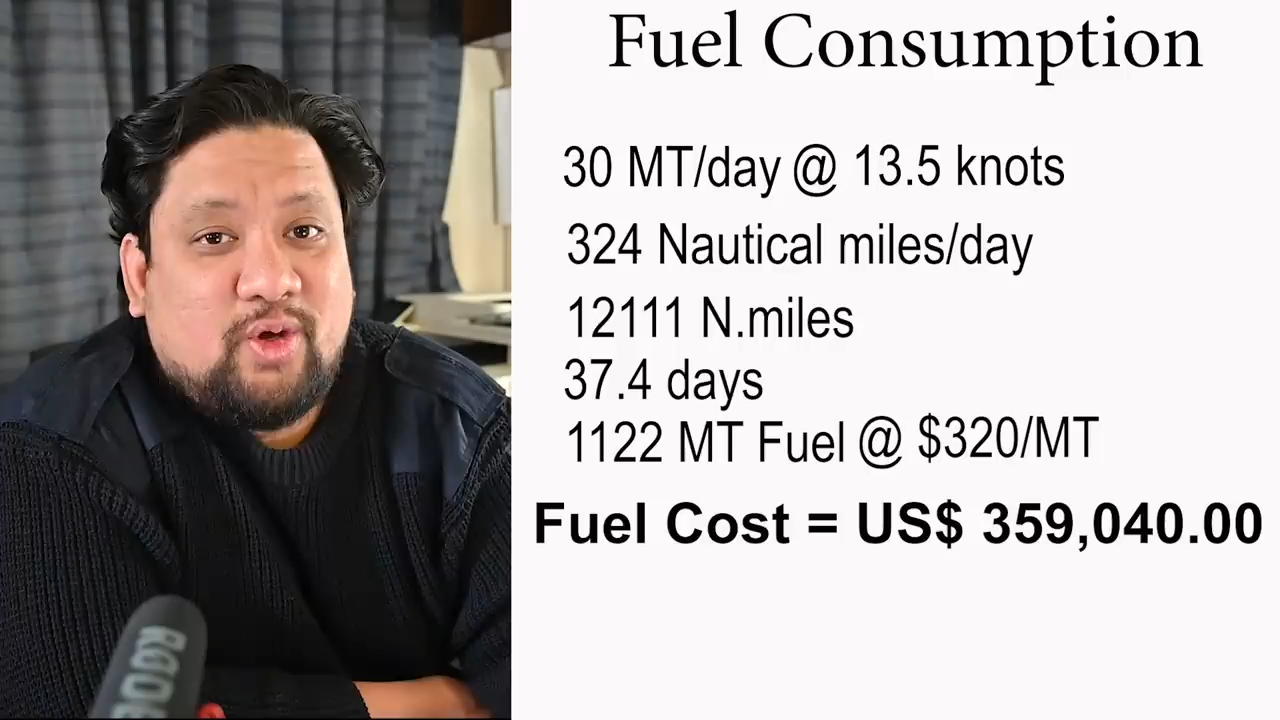 Fuel Consumption
30 MT/day @ 13.5 knots
324 Nautical miles/day
12111 N.miles
37.4 days
1122 MT Fuel @ $320/MT
Fuel Cost = US$ 359,040.00